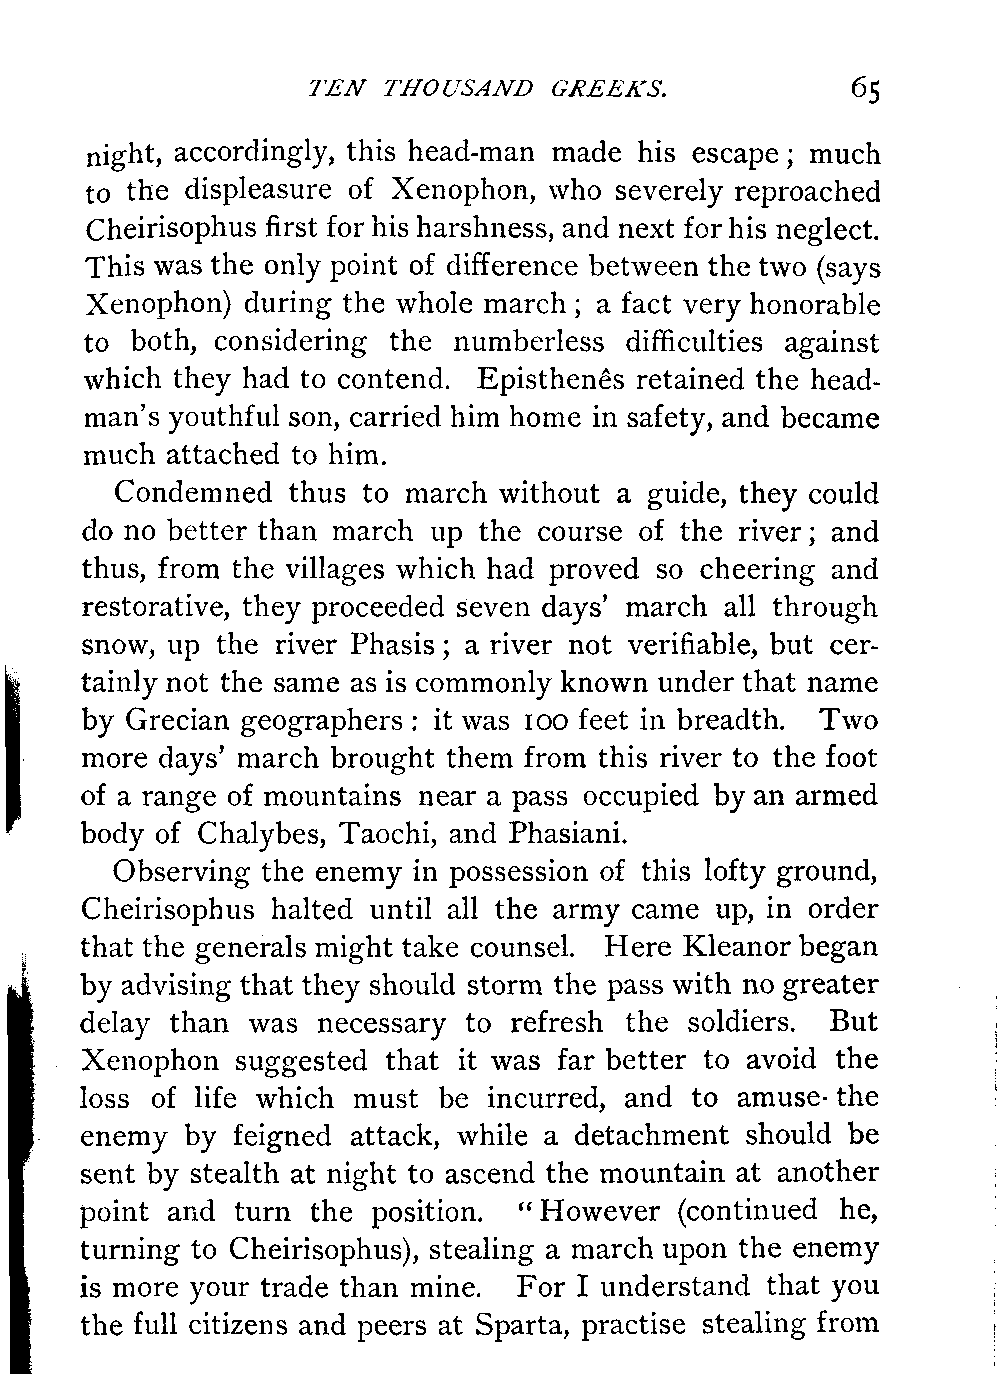 TEN THOUSAND GREEKS. 65
night, accordingly, this head-man made his escape; much
to the displeasure of Xenophon, who severely reproached
Cheirisophus first for his harshness, and next for his neglect.
This was the only point of difference between the two (says
Xenophon) during the whole march; a fact very honorable
to both, considering the numberless difficulties against
which they had to contend. Episthenês retained the head-
man's youthful son, carried him home in safety, and became
much attached to him.
Condemned thus to march without a guide, they could
do no better than march up the course of the river; and
thus, from the villages which had proved so cheering and
restorative, they proceeded seven days' march all through
snow, up the river Phasis; a river not verifiable, but cer-
tainly not the same as is commonly known under that name
by Grecian geographers: it was 100 feet in breadth. Two
more days' march brought them from this river to the foot
of a range of mountains near a pass occupied by an armed
body of Chalybes, Taochi, and Phasiani.
Observing the enemy in possession of this lofty ground,
Cheirisophus halted until all the army came up, in order
that the generals might take counsel. Here Kleanor began
by advising that they should storm the pass with no greater
delay than was necessary to refresh the soldiers. But
Xenophon suggested that it was far better to avoid the
loss of life which must be incurred, and to amuse the
enemy by feigned attack, while a detachment should be
sent by stealth at night to ascend the mountain at another
point and turn the position. "However (continued he,
turning to Cheirisophus), stealing a march upon the enemy
is more your trade than mine. For I understand that you
the full citizens and peers at Sparta, practise stealing from